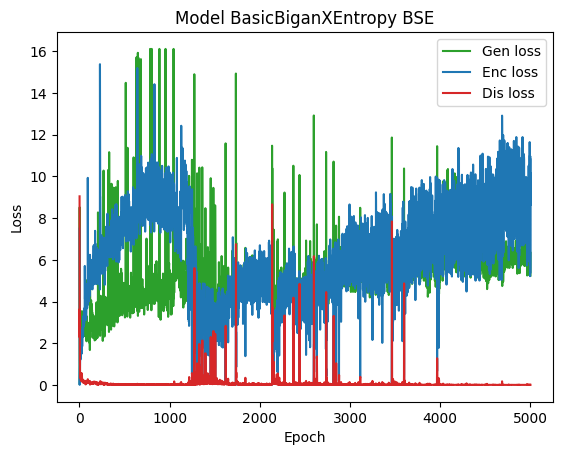 Model BasicBiganXEntropy BSE
Gen loss
Enc loss
Dis loss
Loss
16
14
12
10
8
6
4
2
0
0 1000 2000 3000 4000 5000
Epoch